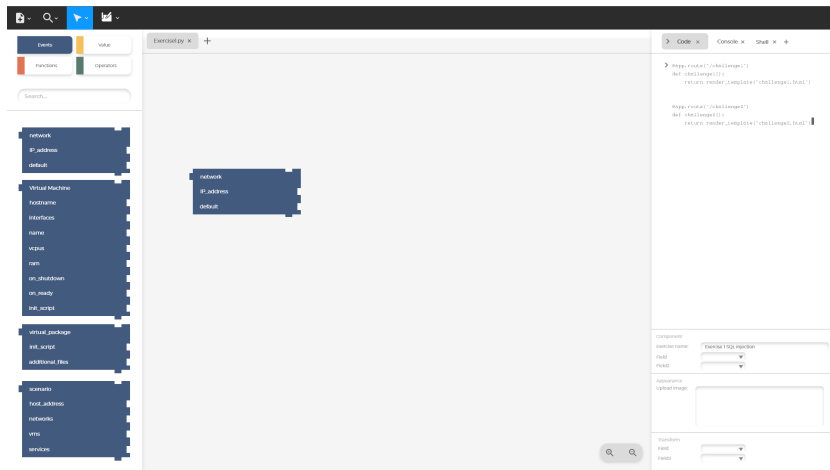 Events
Value
Functions
Operators
Search...
network
IP_address
default
Virtual Machine
hostname
interfaces
name
vcpus
ram
on_shutdown
on_ready
init_script
virtual_package
init_script
additional_files
scenario
host_address
networks
vms
services
Exercise1.py ×
+
network
IP_address
default
> Code ×
Console ×
Shell ×
+
> @app.route("/challenge1")
def challenge1():
return render_template("challenge1.html")
@app.route("/challenge2")
def challenge2():
return render_template("challenge2.html")
Component
Exercise name:
Exercise 1 SQL Injection
Field
Field2
Appearance
Upload Image:
Transitions
Field
Field2